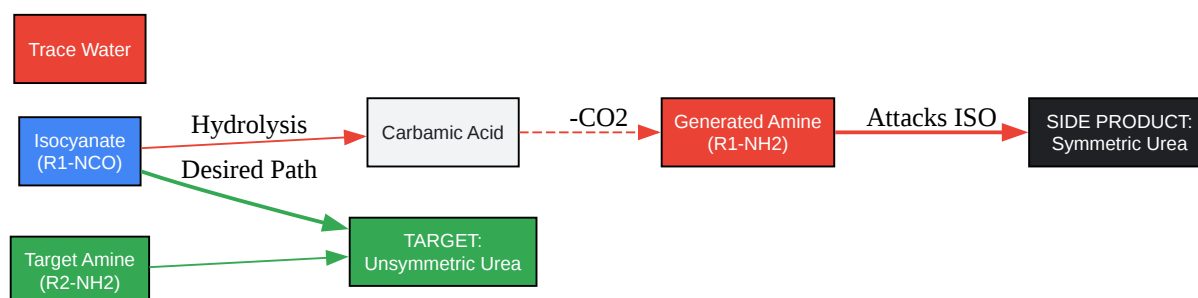 Trace Water
Isocyanate
(R1-NCO)
Hydrolysis
Desired Path
Carbamic Acid
-CO2
Generated Amine
(R1-NH2)
Attacks ISO
SIDE PRODUCT:
Symmetric Urea
Target Amine
(R2-NH2)
TARGET:
Unsymmetric Urea